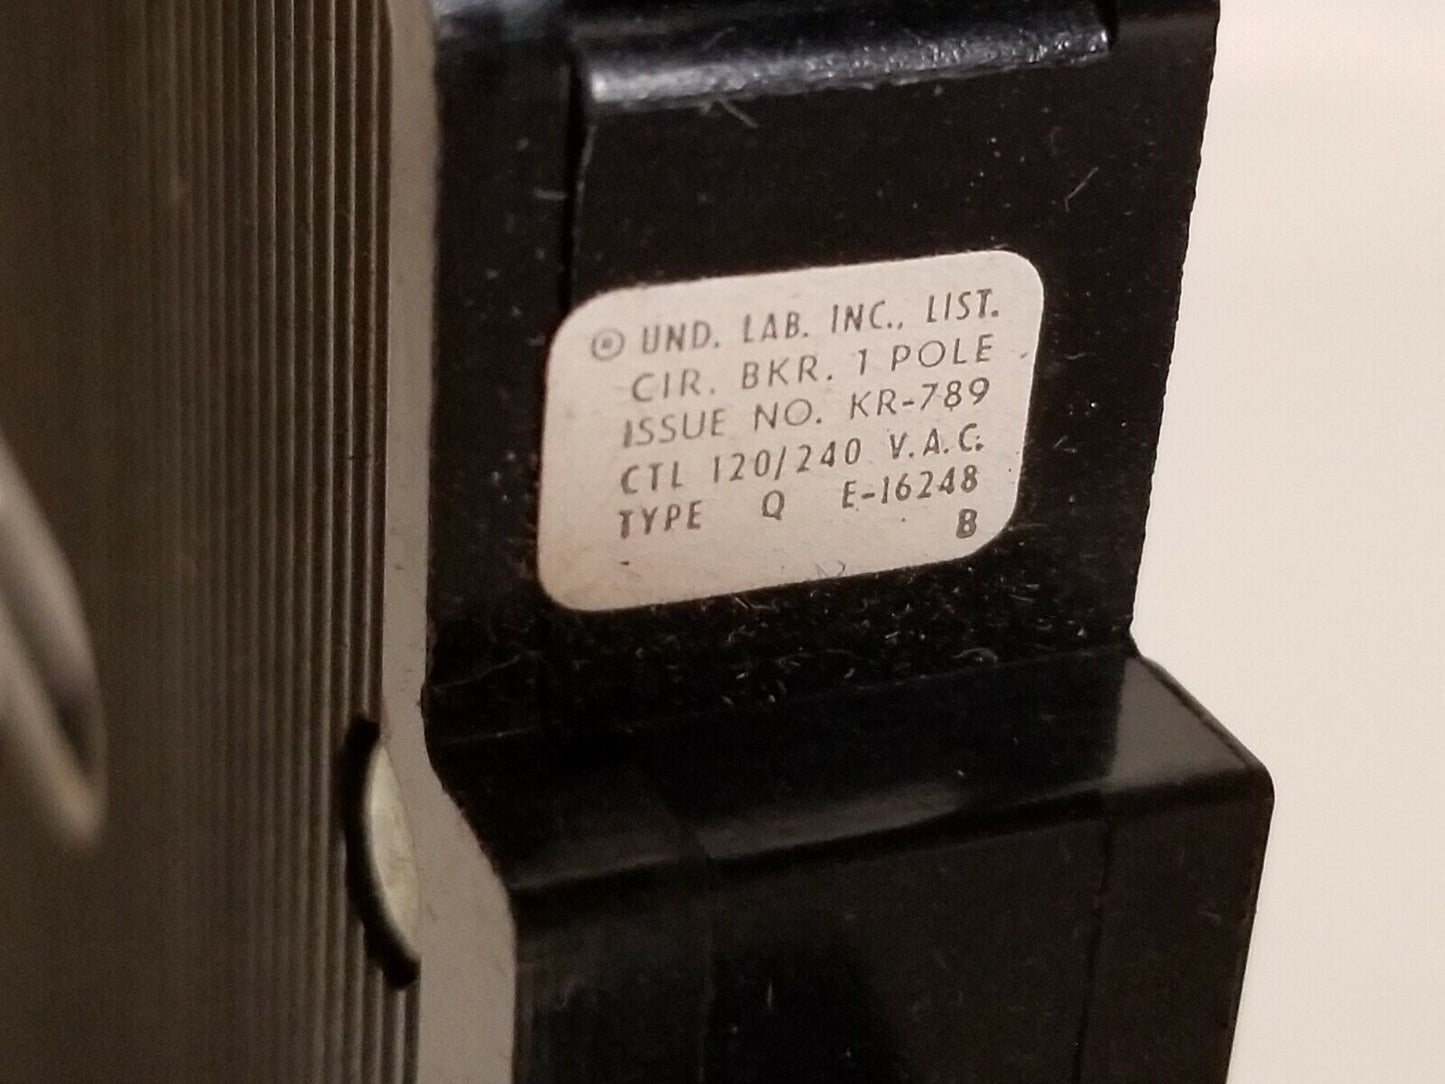 ® UND. LAB. INC., LIST.
CIR. BKR. 1 POLE
ISSUE NO. KR-789
CTL 120/240 V.A.C.
TYPE Q E-16248
B